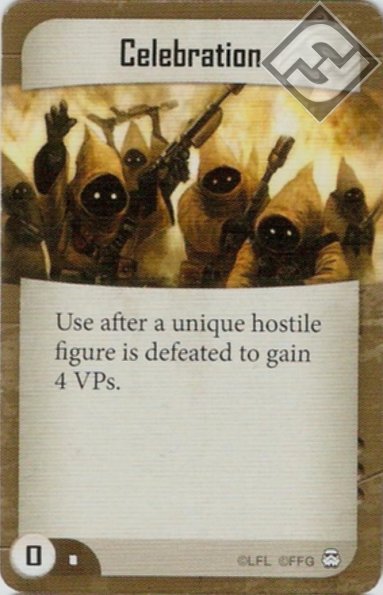 Celebration
Use after a unique hostile
figure is defeated to gain
4 VPs.
0
©LFL ©FFG